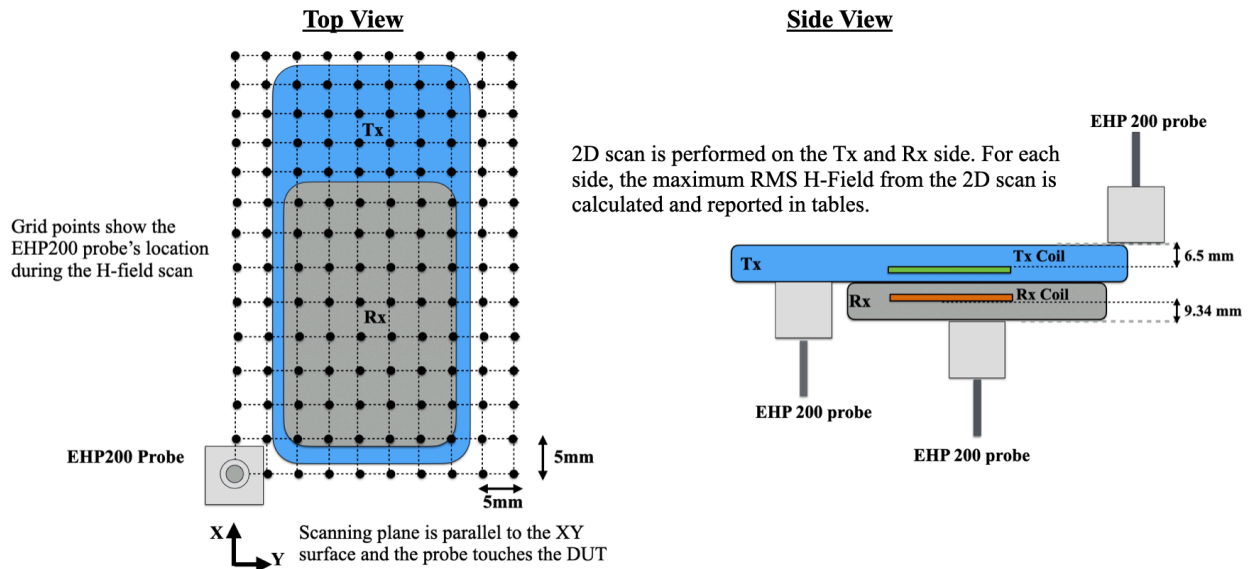 Top View
Side View
Tx
Rx
Grid points show the
EHP200 probe's location
during the H-field scan
EHP200 Probe
5mm
5mm
X
Y
Scanning plane is parallel to the XY
surface and the probe touches the DUT
2D scan is performed on the Tx and Rx side. For each
side, the maximum RMS H-Field from the 2D scan is
calculated and reported in tables.
EHP 200 probe
Tx
Tx Coil
6.5 mm
Rx
Rx Coil
9.34 mm
EHP 200 probe
EHP 200 probe